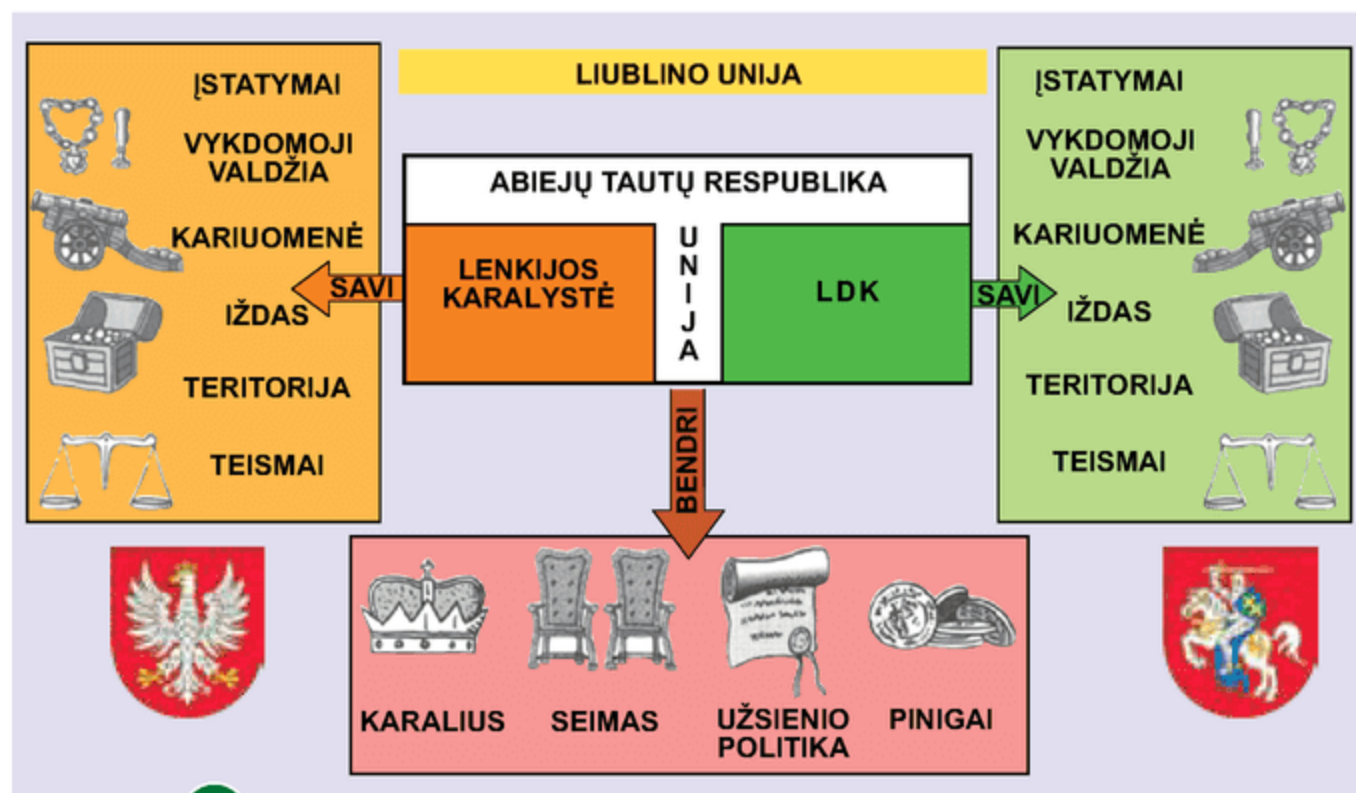 LIUBLINO UNIJA
ĮSTATYMAI
VYKDOMOJI
VALDŽIA
KARIUOMENĖ
IŽDAS
TERITORIJA
TEISMAI
SAVI
ABIEJŲ TAUTŲ RESPUBLIKA
LENKIJOS
KARALYSTĖ
UNIJA
LDK
SAVI
ĮSTATYMAI
VYKDOMOJI
VALDŽIA
KARIUOMENĖ
IŽDAS
TERITORIJA
TEISMAI
BENDRI
KARALIUS
SEIMAS
UŽSIENIO
POLITIKA
PINIGAI